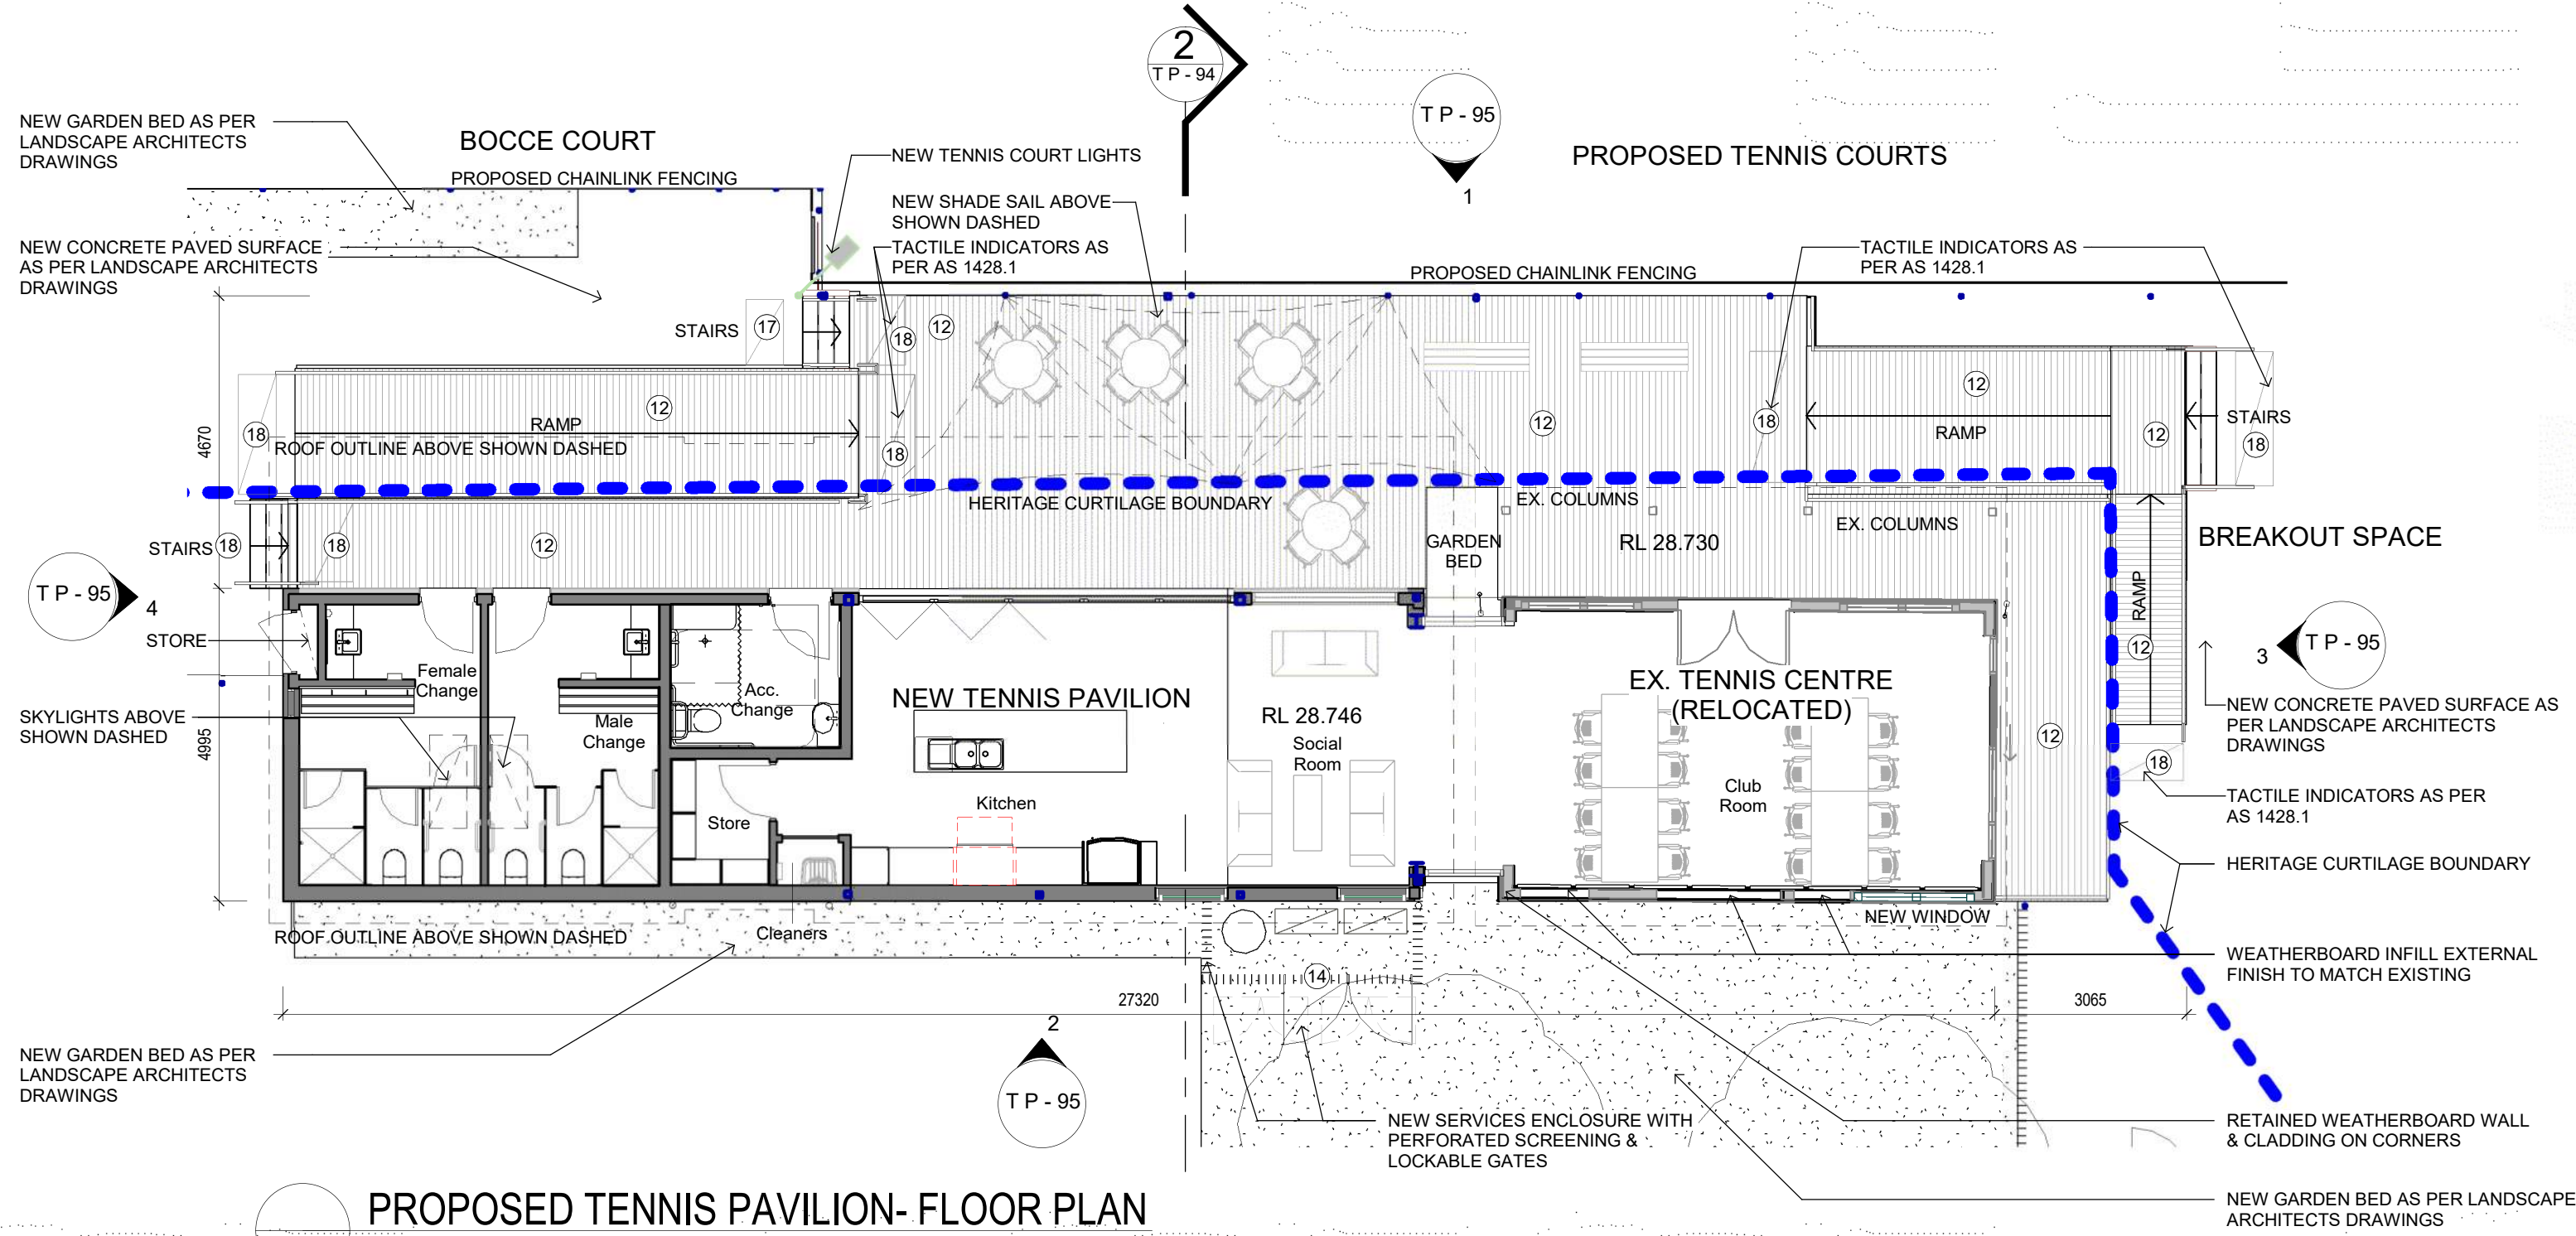 2
T P - 94
T P - 95
1
NEW GARDEN BED AS PER
LANDSCAPE ARCHITECTS
DRAWINGS
BOCCE COURT
PROPOSED CHAINLINK FENCING
NEW TENNIS COURT LIGHTS
PROPOSED TENNIS COURTS
NEW SHADE SAIL ABOVE
SHOWN DASHED
TACTILE INDICATORS AS
PER AS 1428.1
NEW CONCRETE PAVED SURFACE
AS PER LANDSCAPE ARCHITECTS
DRAWINGS
PROPOSED CHAINLINK FENCING
TACTILE INDICATORS AS
PER AS 1428.1
STAIRS
17
18
12
4670
18
RAMP
12
ROOF OUTLINE ABOVE SHOWN DASHED
18
12
18
12
RAMP
12
STAIRS
18
HERITAGE CURTILAGE BOUNDARY
EX. COLUMNS
EX. COLUMNS
STAIRS
18
18
12
GARDEN
BED
RL 28.730
BREAKOUT SPACE
T P - 95
4
STORE
RAMP
12
3
T P - 95
Female
Change
Male
Change
Acc.
Change
NEW TENNIS PAVILION
RL 28.746
Social
Room
EX. TENNIS CENTRE
(RELOCATED)
12
NEW CONCRETE PAVED SURFACE AS
PER LANDSCAPE ARCHITECTS
DRAWINGS
SKYLIGHTS ABOVE
SHOWN DASHED
4995
18
Store
Kitchen
Club
Room
TACTILE INDICATORS AS PER
AS 1428.1
HERITAGE CURTILAGE BOUNDARY
NEW WINDOW
ROOF OUTLINE ABOVE SHOWN DASHED
Cleaners
14
WEATHERBOARD INFILL EXTERNAL
FINISH TO MATCH EXISTING
27320
3065
2
T P - 95
NEW GARDEN BED AS PER
LANDSCAPE ARCHITECTS
DRAWINGS
NEW SERVICES ENCLOSURE WITH
PERFORATED SCREENING &
LOCKABLE GATES
RETAINED WEATHERBOARD WALL
& CLADDING ON CORNERS
NEW GARDEN BED AS PER LANDSCAPE
ARCHITECTS DRAWINGS
PROPOSED TENNIS PAVILION- FLOOR PLAN